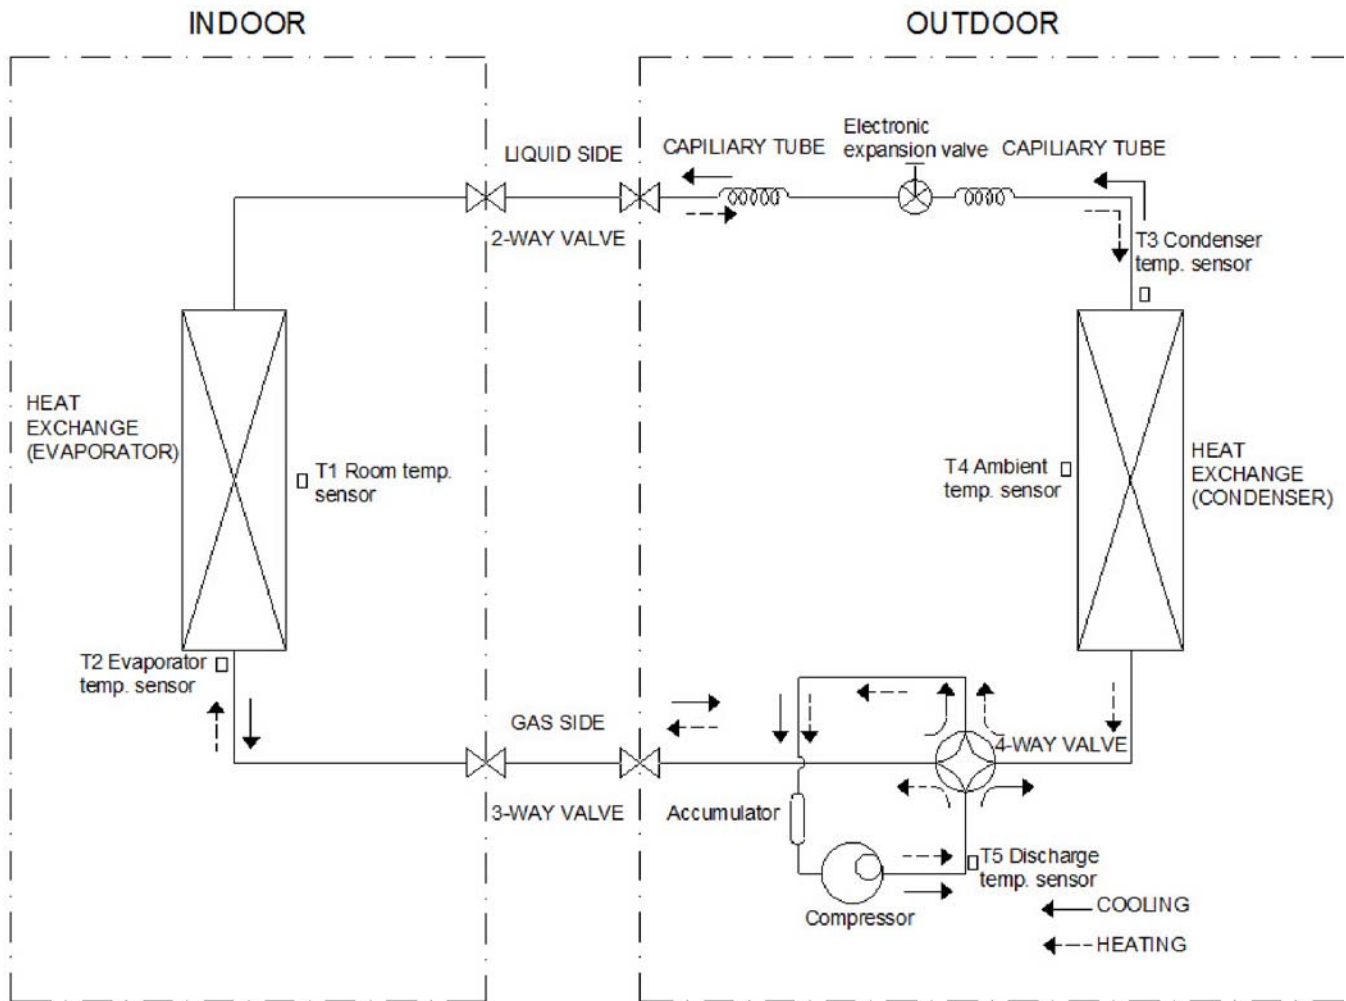 INDOOR
OUTDOOR
LIQUID SIDE
CAPILIARY TUBE
Electronic
expansion valve
CAPILIARY TUBE
2-WAY VALVE
T3 Condenser
temp. sensor
HEAT
EXCHANGE
(EVAPORATOR)
T1 Room temp.
sensor
T4 Ambient
temp. sensor
HEAT
EXCHANGE
(CONDENSER)
T2 Evaporator
temp. sensor
GAS SIDE
4-WAY VALVE
3-WAY VALVE
Accumulator
T5 Discharge
temp. sensor
Compressor
COOLING
HEATING